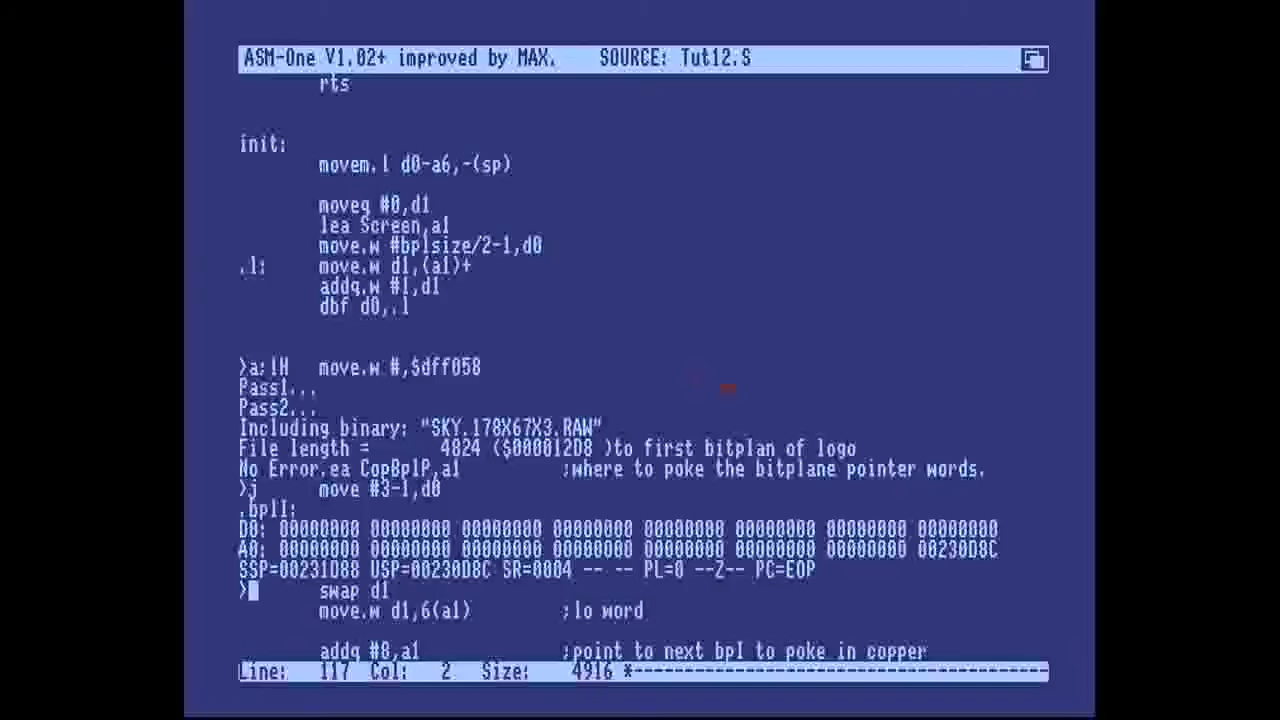 ASM-One V1.02+ improved by MAX. SOURCE: Tut12.S
rts
init:
movem.l d0-a6,-(sp)
moveq #0,d1
lea Screen,a1
move.w #bplsize/2-1,d0
.l: move.w d1,(a1)+
addq.w #1,d1
dbf d0,.l
>a;!H move.w #,$dff058
Pass1...
Pass2...
Including binary: "SKY.178X67X3.RAW"
File length = 4824 ($000012D8 )to first bitplan of logo
No Error.ea CopBplP,a1 ;where to poke the bitplane pointer words.
>j move #3-1,d0
.bpll:
D0: 00000000 00000000 00000000 00000000 00000000 00000000 00000000 00000000
A0: 00000000 00000000 00000000 00000000 00000000 00000000 00000000 00230D8C
SSP=00231D88 USP=00230D8C SR=0004 -- -- PL=0 --Z-- PC=EOP
> swap d1
move.w d1,6(a1) ;lo word
addq #8,a1 ;point to next bpl to poke in copper
Line: 117 Col: 2 Size: 4916 *----------------------------------------------------